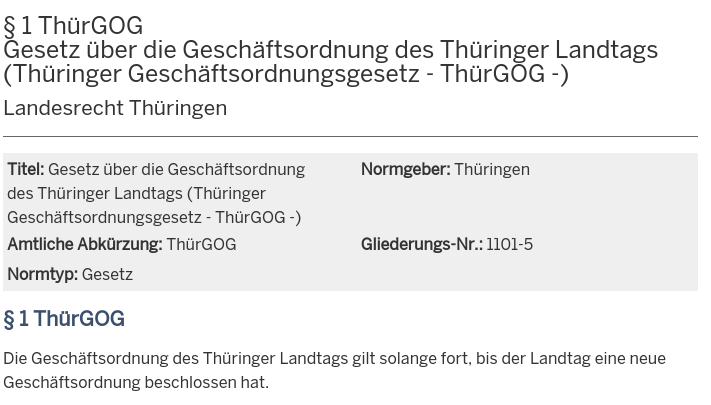 § 1 ThürGOG
Gesetz über die Geschäftsordnung des Thüringer Landtags
(Thüringer Geschäftsordnungsgesetz - ThürGOG -)
Landesrecht Thüringen
Titel: Gesetz über die Geschäftsordnung
des Thüringer Landtags (Thüringer
Geschäftsordnungsgesetz - ThürGOG -)
Normgeber: Thüringen
Amtliche Abkürzung: ThürGOG
Gliederungs-Nr.: 1101-5
Normtyp: Gesetz
§ 1 ThürGOG
Die Geschäftsordnung des Thüringer Landtags gilt solange fort, bis der Landtag eine neue
Geschäftsordnung beschlossen hat.